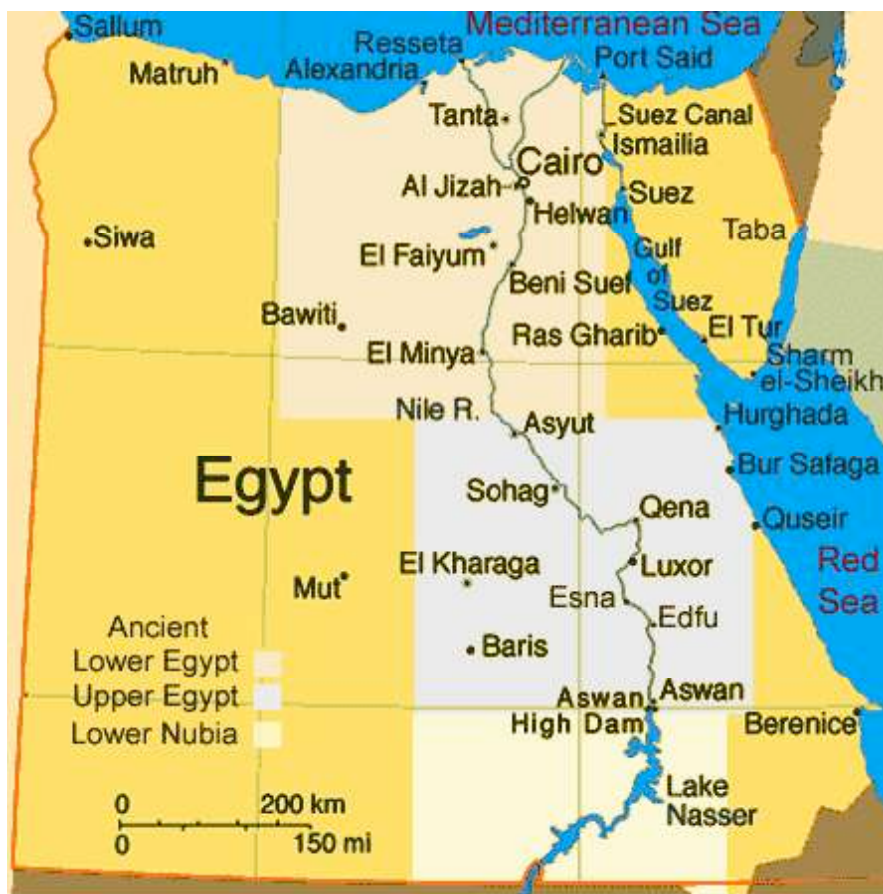 Mediterranean Sea
Sallum
Resseta
Matruh
Alexandria
Port Said
Tanta
Suez Canal
Ismailia
Cairo
Al Jizah
Suez
Helwan
Siwa
Taba
El Faiyum
Gulf
of
Suez
Beni Suef
Bawiti
Ras Gharib
El Tur
El Minya
Sharm
el-Sheikh
Nile R.
Hurghada
Asyut
Egypt
Bur Safaga
Sohag
Qena
Quseir
El Kharaga
Luxor
Red
Sea
Mut
Esna
Edfu
Ancient
Lower Egypt
Upper Egypt
Lower Nubia
Baris
Aswan
High Dam
Aswan
Berenice
Lake
Nasser
0 200 km
0 150 mi